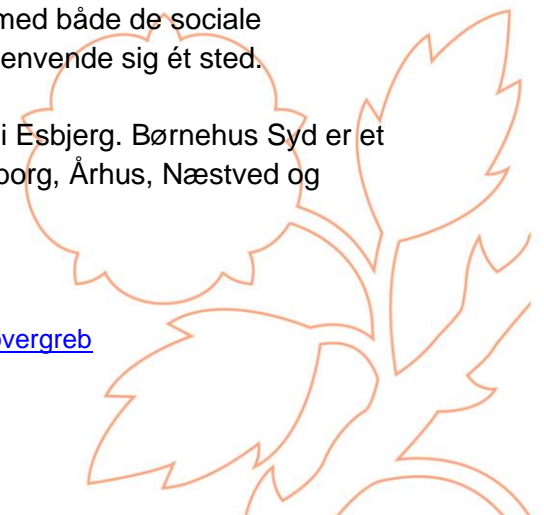 med både de sociale
envende sig ét sted.
i Esbjerg. Børnehus Syd er et
borg, Århus, Næstved og
overgreb